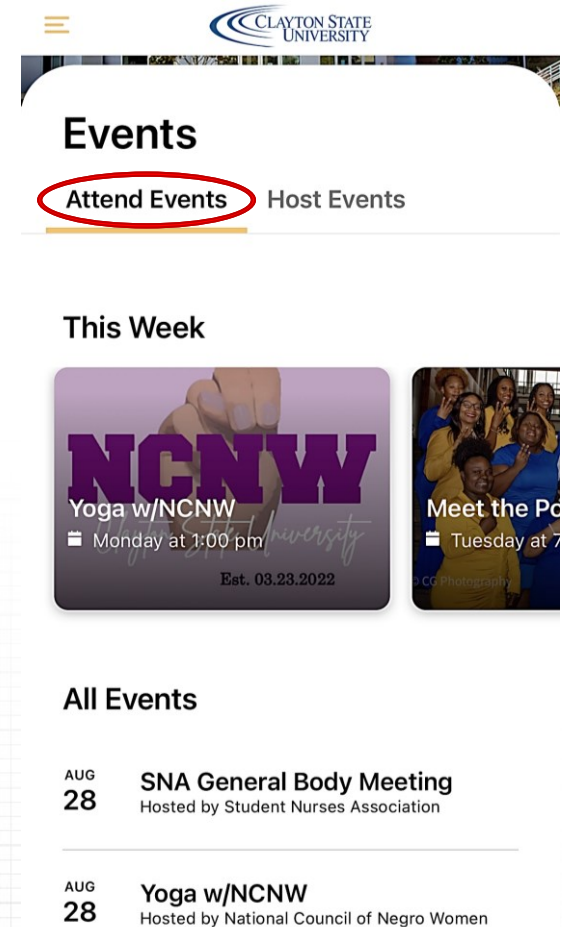 CLAYTON STATE
UNIVERSITY
Events
Attend Events
Host Events
This Week
NCNW
Clayton State University
Yoga w/NCNW
Monday at 1:00 pm
Est. 03.23.2022
Meet the Po
Tuesday at 7
CG Photography
All Events
AUG
28
SNA General Body Meeting
Hosted by Student Nurses Association
AUG
28
Yoga w/NCNW
Hosted by National Council of Negro Women